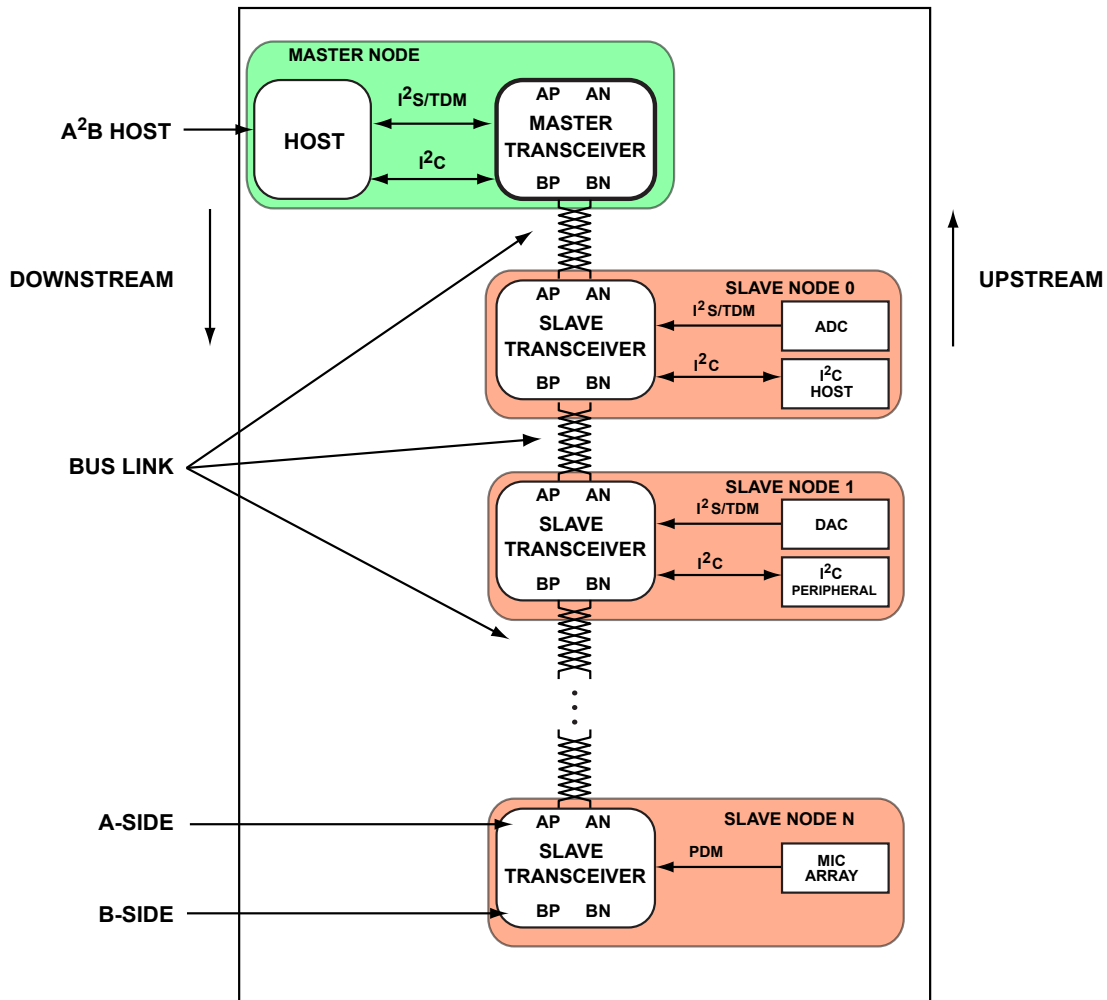 MASTER NODE
A²B HOST
HOST
I²S/TDM
I²C
AP AN
MASTER
TRANSCEIVER
BP BN
DOWNSTREAM
UPSTREAM
SLAVE NODE 0
AP AN
SLAVE
TRANSCEIVER
BP BN
I²S/TDM
ADC
I²C
I²C
HOST
BUS LINK
SLAVE NODE 1
AP AN
SLAVE
TRANSCEIVER
BP BN
I²S/TDM
DAC
I²C
I²C
PERIPHERAL
A-SIDE
B-SIDE
SLAVE NODE N
AP AN
SLAVE
TRANSCEIVER
BP BN
PDM
MIC
ARRAY